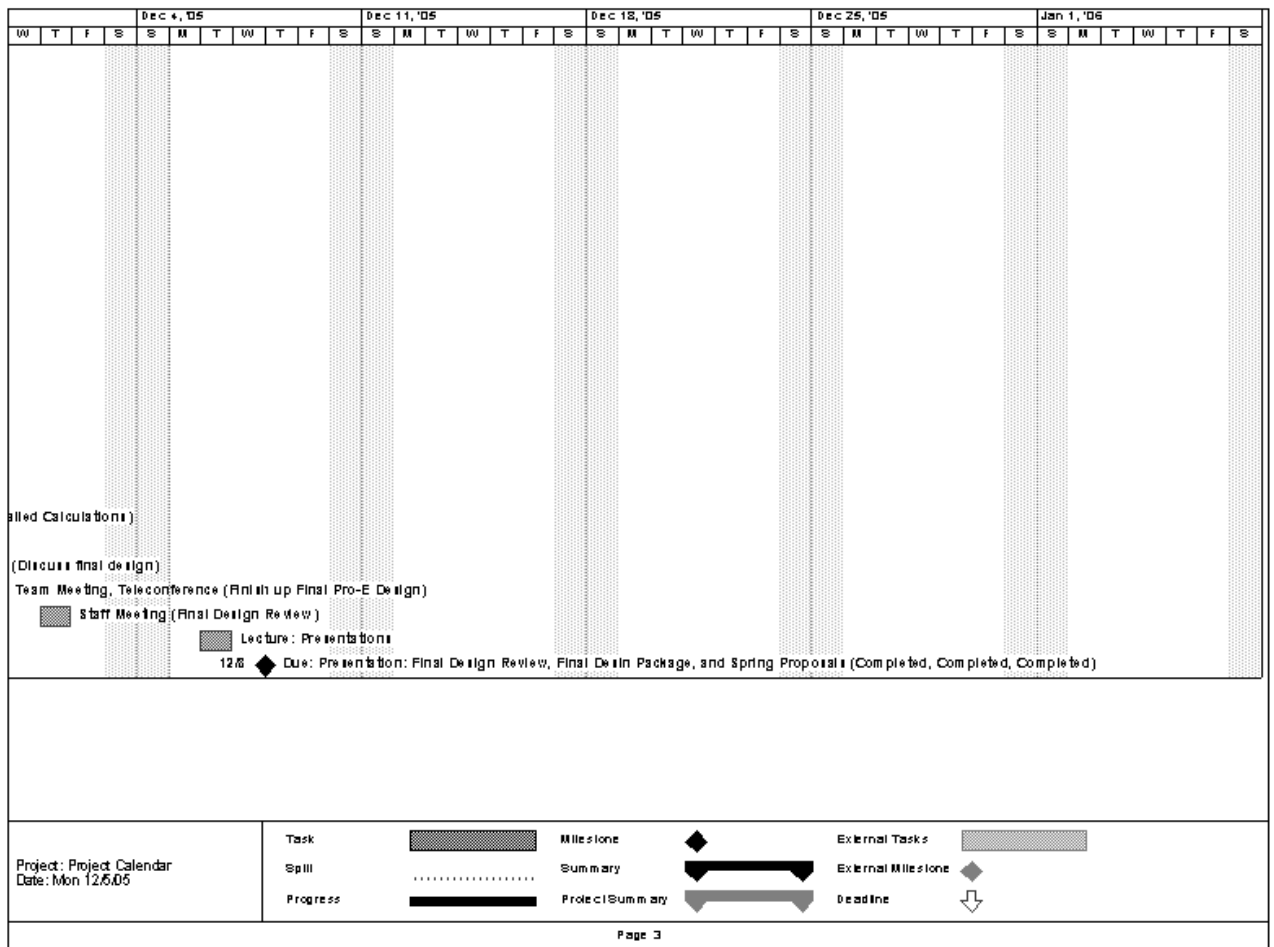 Dec 4, '05 Dec 11, '05 Dec 18, '05 Dec 25, '05 Jan 1, '06
W T F S S M T W T F S S M T W T F S S M T W T F S S M T W T F S S M T W T F S
ailed Calculations)
(Discuss final design)
Team Meeting, Teleconference (Finish up Final Pro-E Design)
Staff Meeting (Final Design Review)
Lecture: Presentations
12/8 Due: Presentation: Final Design Review, Final Desin Package, and Spring Proposals (Completed, Completed, Completed)
Project: Project Calendar
Date: Mon 12/5/05
Task Milestone External Tasks
Split Summary External Milestone
Progress Project Summary Deadline
Page 3